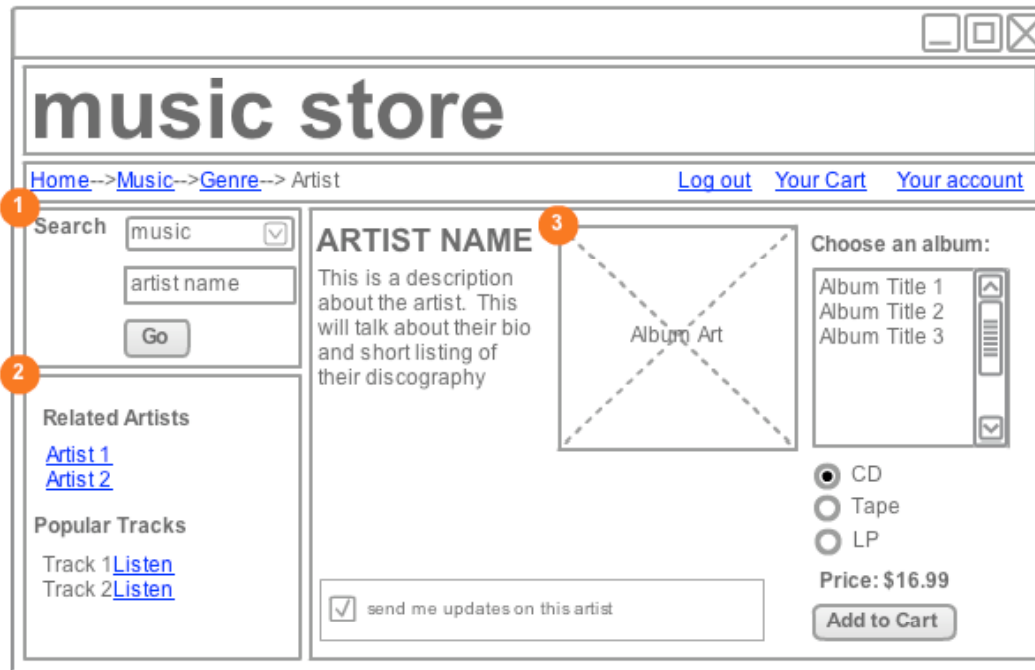 music store
Home-->Music-->Genre--> Artist
Log out Your Cart Your account
1
Search music
artist name
Go
2
Related Artists
Artist 1
Artist 2
Popular Tracks
Track 1Listen
Track 2Listen
ARTIST NAME
This is a description
about the artist. This
will talk about their bio
and short listing of
their discography
3
Album Art
send me updates on this artist
Choose an album:
Album Title 1
Album Title 2
Album Title 3
CD
Tape
LP
Price: $16.99
Add to Cart